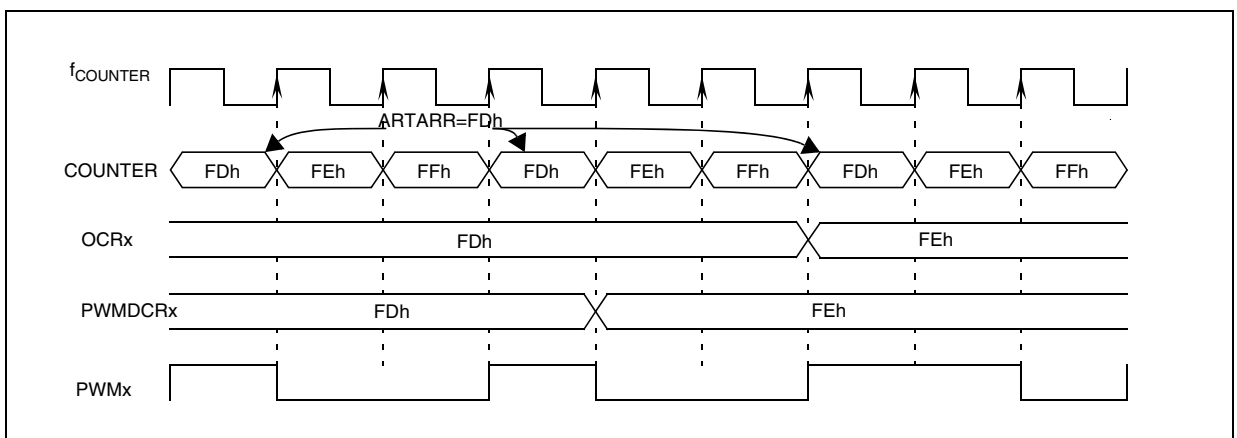 fCOUNTER
ARTARR=FDh
COUNTER FDh FEh FFh FDh FEh FFh FDh FEh FFh
OCRx FDh FEh
PWMDCRx FDh FEh
PWMx